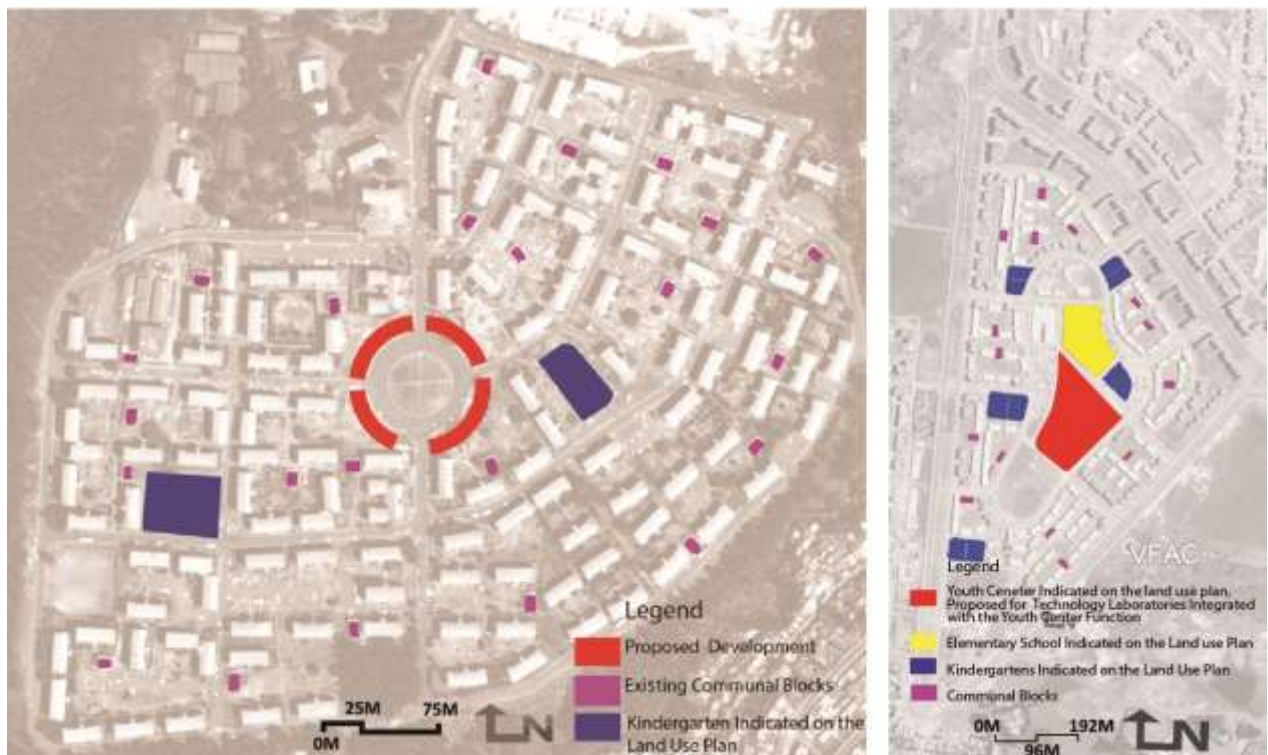 Legend
Proposed Development
Existing Communal Blocks
Kindergarten Indicated on the
Land Use Plan
25M
75M
0M
N
VFAC
Legend
Youth Ceneter Indicated on the land use plan,
Proposed for Technology Laboratories Integrated
with the Youth Center Function
Elementary School Indicated on the Land use Plan
Kindergartens Indicated on the Land Use Plan
Communal Blocks
0M
192M
96M
N